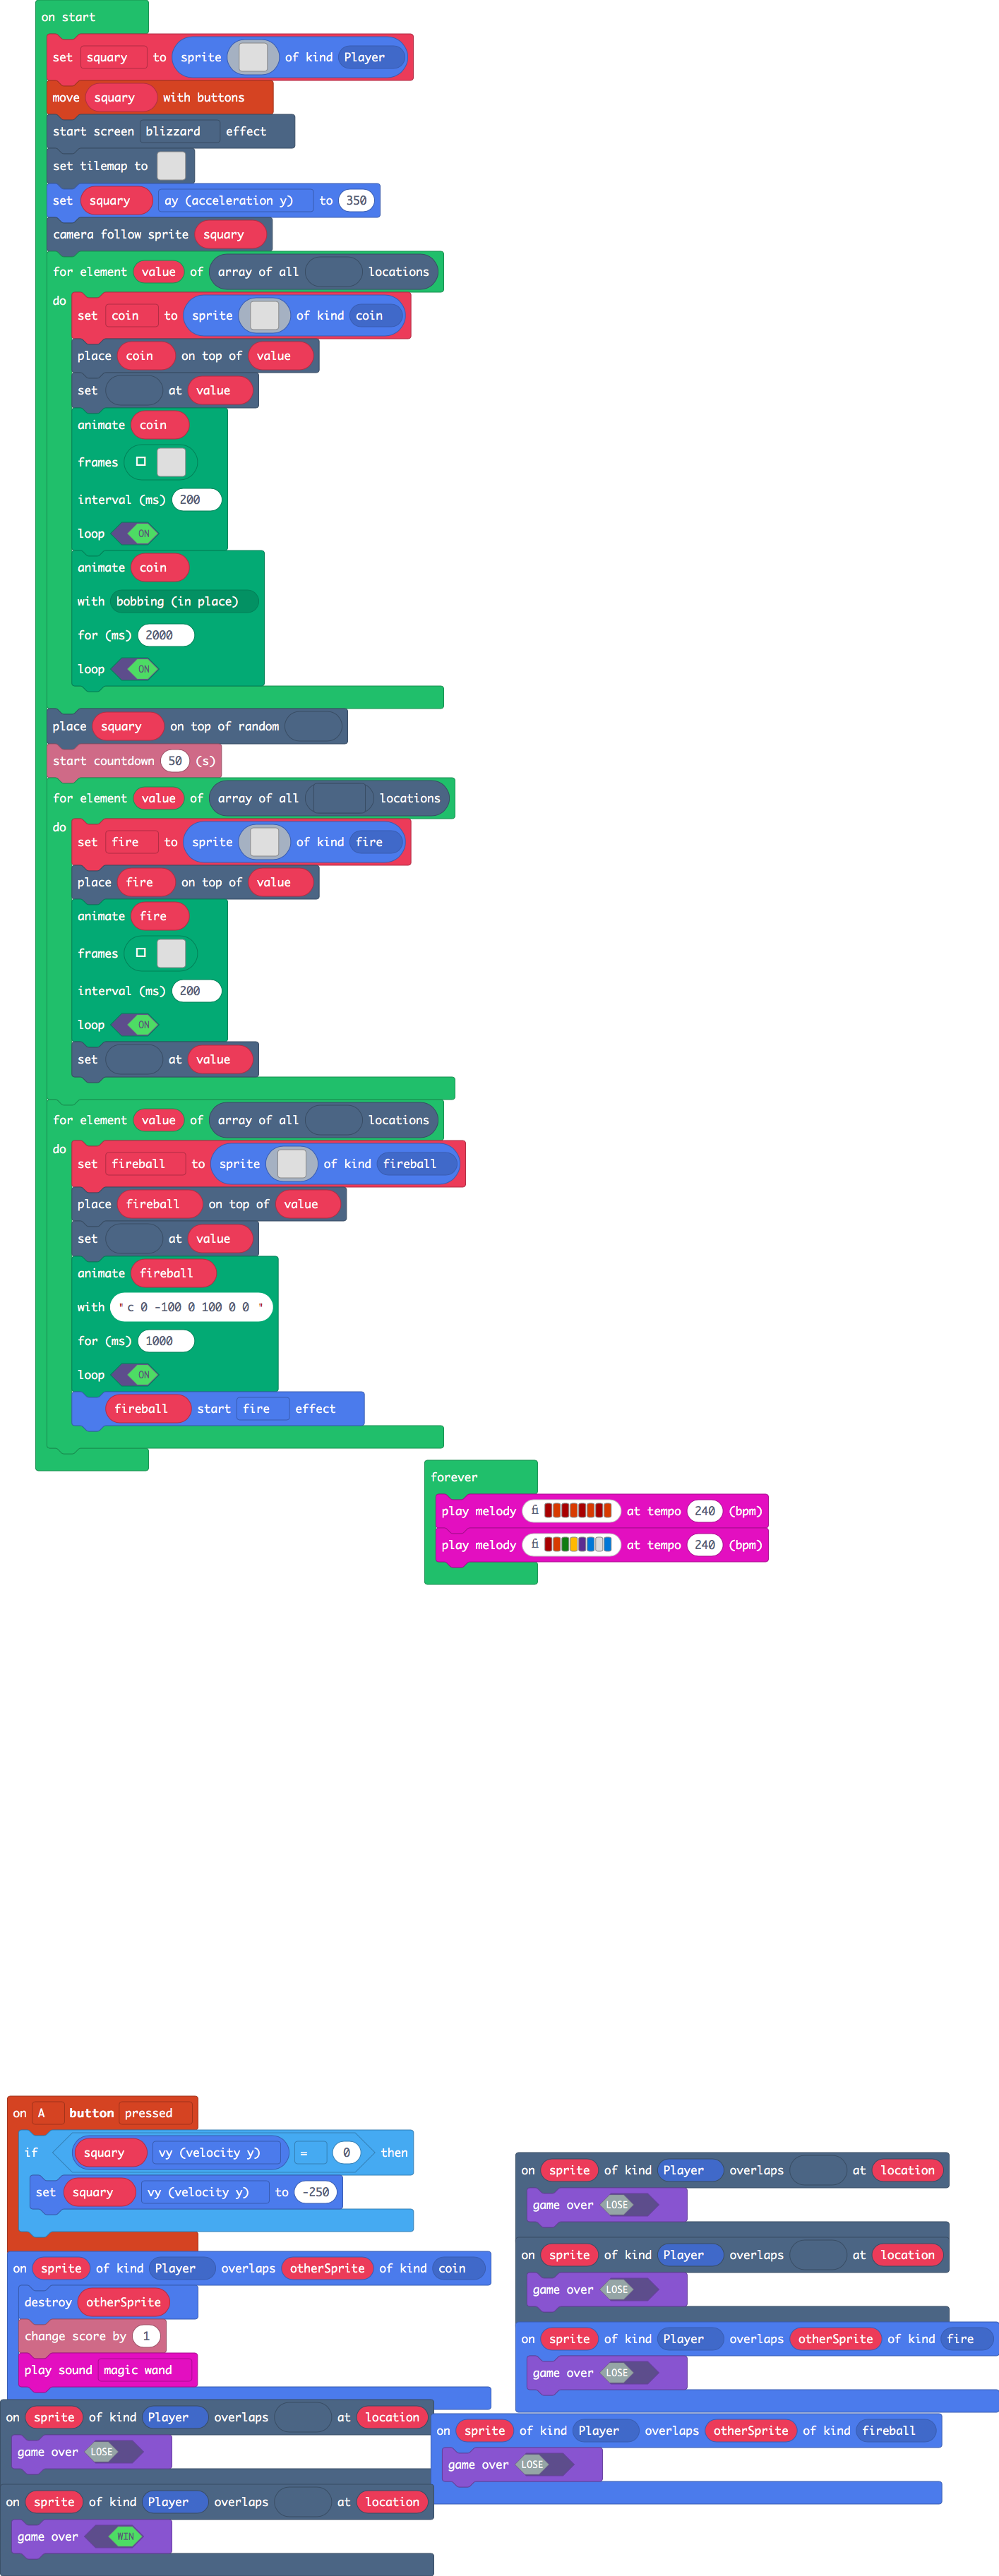 on start
set squary to sprite of kind Player
move squary with buttons
start screen blizzard effect
set tilemap to
set squary ay (acceleration y) to 350
camera follow sprite squary
for element value of array of all locations
do
set coin to sprite of kind coin
place coin on top of value
set at value
animate coin
frames
interval (ms) 200
loop ON
animate coin
with bobbing (in place)
for (ms) 2000
loop ON
place squary on top of random
start countdown 50 (s)
for element value of array of all locations
do
set fire to sprite of kind fire
place fire on top of value
animate fire
frames
interval (ms) 200
loop ON
set at value
for element value of array of all locations
do
set fireball to sprite of kind fireball
place fireball on top of value
set at value
animate fireball
with "c 0 -100 0 100 0 0 "
for (ms) 1000
loop ON
fireball start fire effect
forever
play melody at tempo 240 (bpm)
play melody at tempo 240 (bpm)
on A button pressed
if squary vy (velocity y) = 0 then
set squary vy (velocity y) to -250
on sprite of kind Player overlaps otherSprite of kind coin
destroy otherSprite
change score by 1
play sound magic wand
on sprite of kind Player overlaps at location
game over LOSE
on sprite of kind Player overlaps at location
game over WIN
on sprite of kind Player overlaps at location
game over LOSE
on sprite of kind Player overlaps at location
game over LOSE
on sprite of kind Player overlaps otherSprite of kind fire
game over LOSE
on sprite of kind Player overlaps otherSprite of kind fireball
game over LOSE